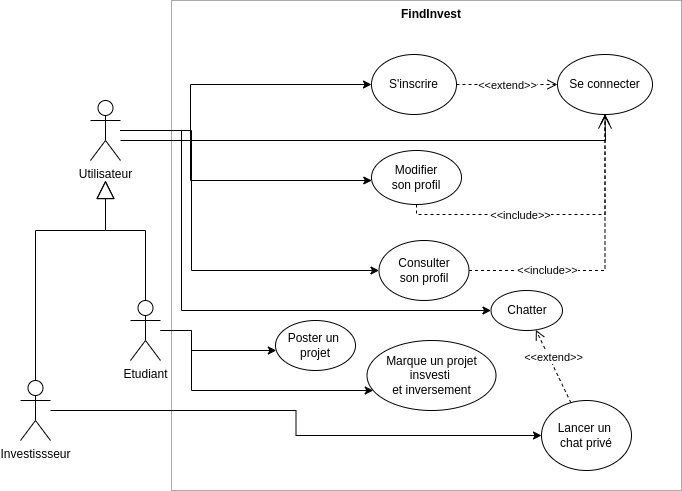 FindInvest
S'inscrire
<<extend>>
Se connecter
Utilisateur
Modifier
son profil
<<include>>
Consulter
son profil
<<include>>
Chatter
Poster un
projet
Marque un projet
insvesti
et inversement
<<extend>>
Etudiant
Lancer un
chat privé
Investissseur